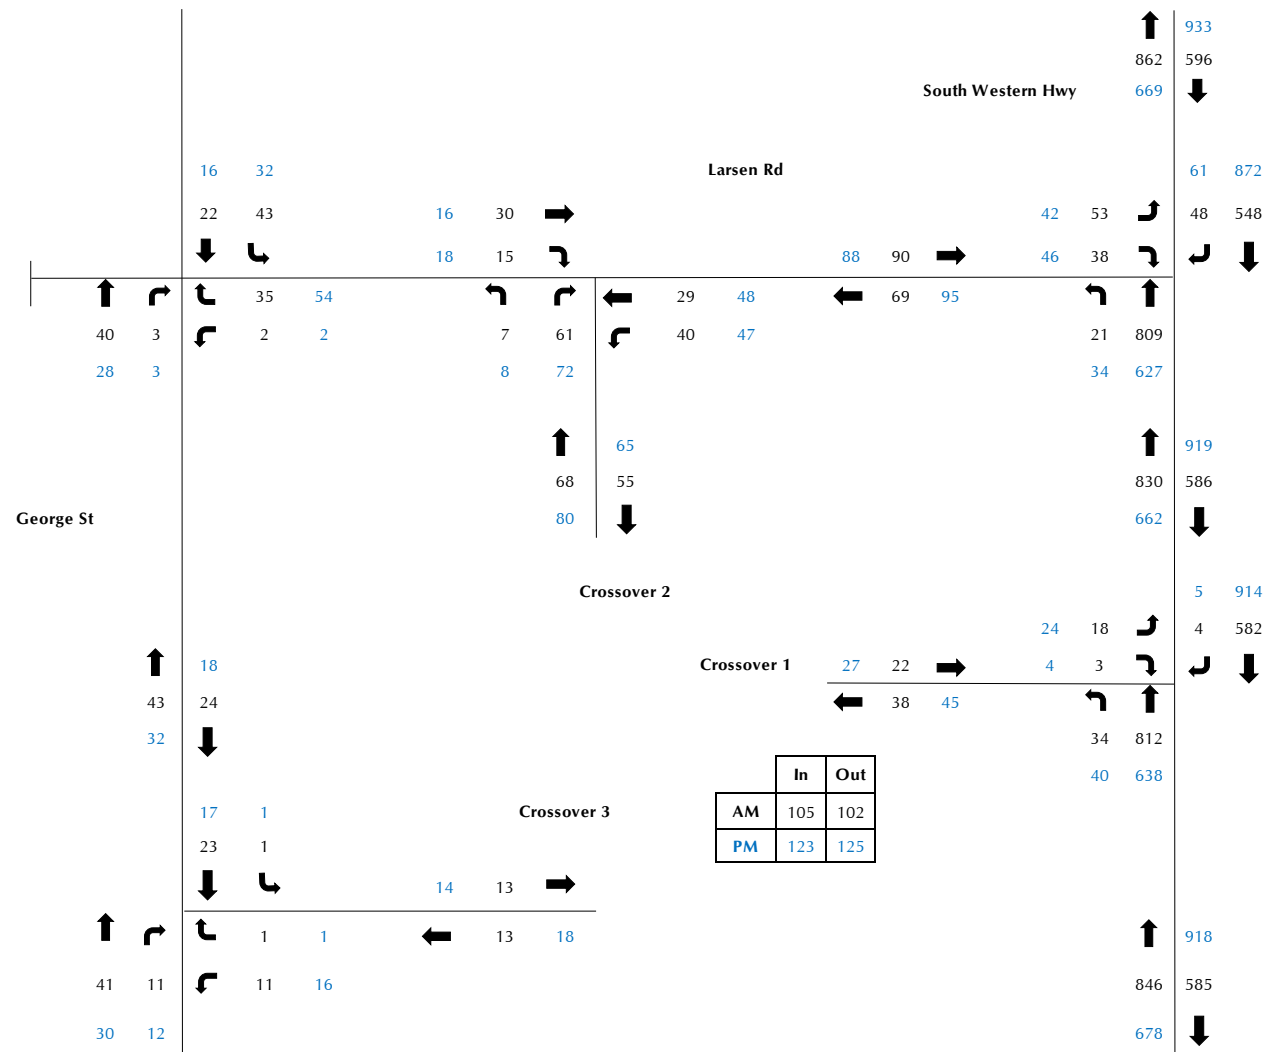 933
862 596
South Western Hwy 669
16 32 Larsen Rd 61 872
22 43 16 30 42 53 48 548
18 15 88 90 46 38
35 54 29 48 69 95
40 3 2 2 7 61 40 47 21 809
28 3 8 72 34 627
65 919
68 55 830 586
George St 80 662
Crossover 2 5 914
24 18 4 582
18 Crossover 1 27 22 4 3
43 24 38 45
32 34 812
In Out 40 638
17 1 Crossover 3 AM 105 102
23 1 PM 123 125
14 13
1 1 13 18 918
41 11 11 16 846 585
30 12 678